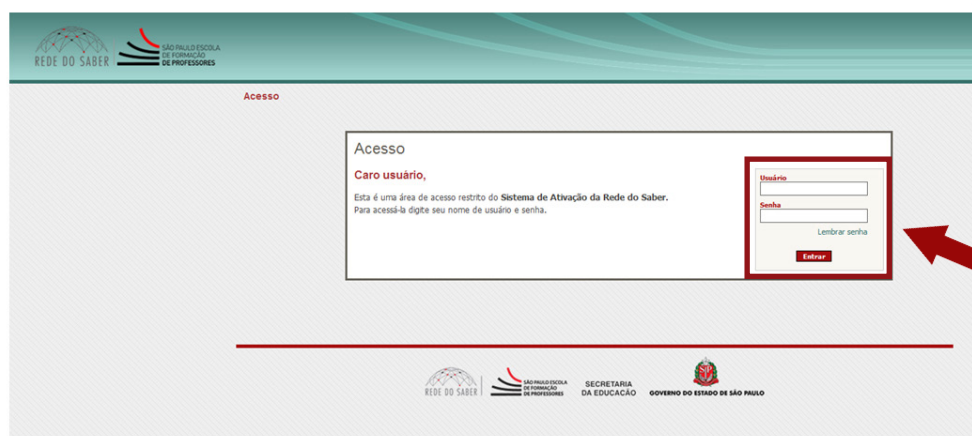 REDE DO SABER
SÃO PAULO ESCOLA
DE FORMAÇÃO
DE PROFESSORES
Acesso
Acesso
Caro usuário,
Esta é uma área de acesso restrito do Sistema de Ativação da Rede do Saber.
Para acessá-la digite seu nome de usuário e senha.
Usuário
Senha
Lembrar senha
Entrar
REDE DO SABER
SÃO PAULO ESCOLA
DE FORMAÇÃO
DE PROFESSORES
SECRETARIA
DA EDUCAÇÃO
SP
GOVERNO DO ESTADO DE SÃO PAULO